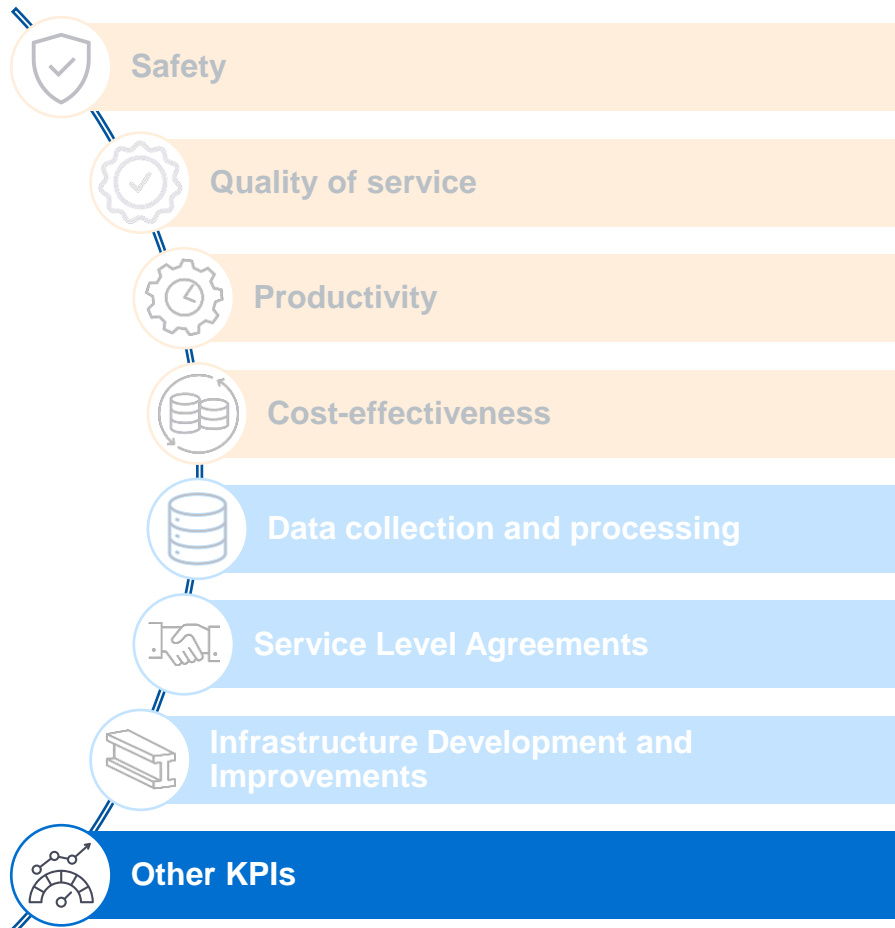 Safety
Quality of service
Productivity
Cost-effectiveness
Data collection and processing
Service Level Agreements
Infrastructure Development and
Improvements
Other KPIs